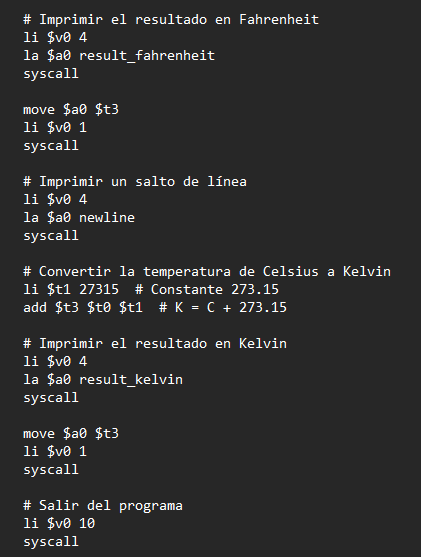 # Imprimir el resultado en Fahrenheit
li $v0 4
la $a0 result_fahrenheit
syscall
move $a0 $t3
li $v0 1
syscall
# Imprimir un salto de línea
li $v0 4
la $a0 newline
syscall
# Convertir la temperatura de Celsius a Kelvin
li $t1 27315  # Constante 273.15
add $t3 $t0 $t1  # K = C + 273.15
# Imprimir el resultado en Kelvin
li $v0 4
la $a0 result_kelvin
syscall
move $a0 $t3
li $v0 1
syscall
# Salir del programa
li $v0 10
syscall